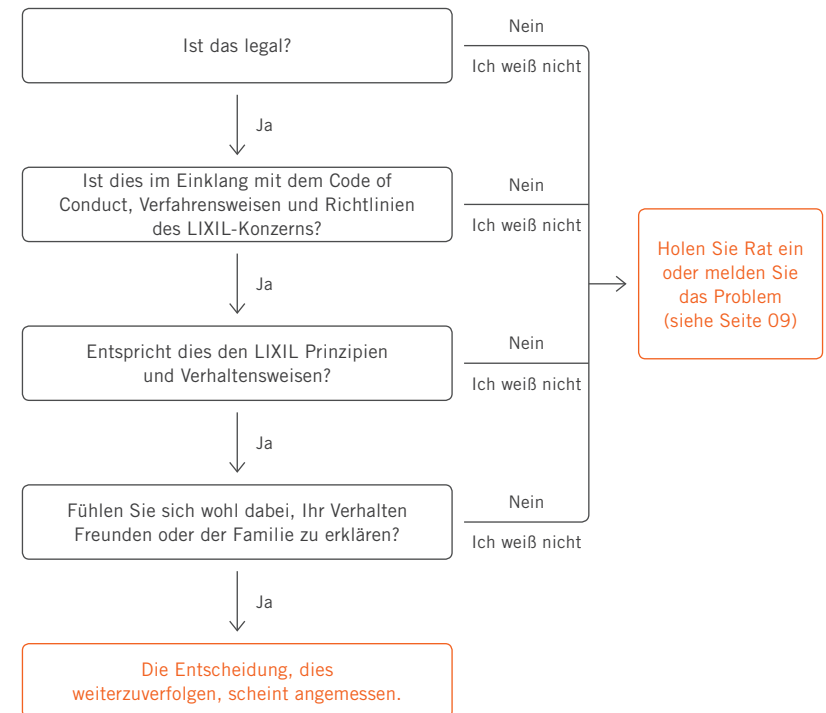 Ist das legal?
Nein
Ich weiß nicht
Ja
Ist dies im Einklang mit dem Code of
Conduct, Verfahrensweisen und Richtlinien
des LIXIL-Konzerns?
Nein
Ich weiß nicht
Ja
Entspricht dies den LIXIL Prinzipien
und Verhaltensweisen?
Nein
Ich weiß nicht
Ja
Fühlen Sie sich wohl dabei, Ihr Verhalten
Freunden oder der Familie zu erklären?
Nein
Ich weiß nicht
Ja
Die Entscheidung, dies
weiterzuverfolgen, scheint angemessen.
Holen Sie Rat ein
oder melden Sie
das Problem
(siehe Seite 09)